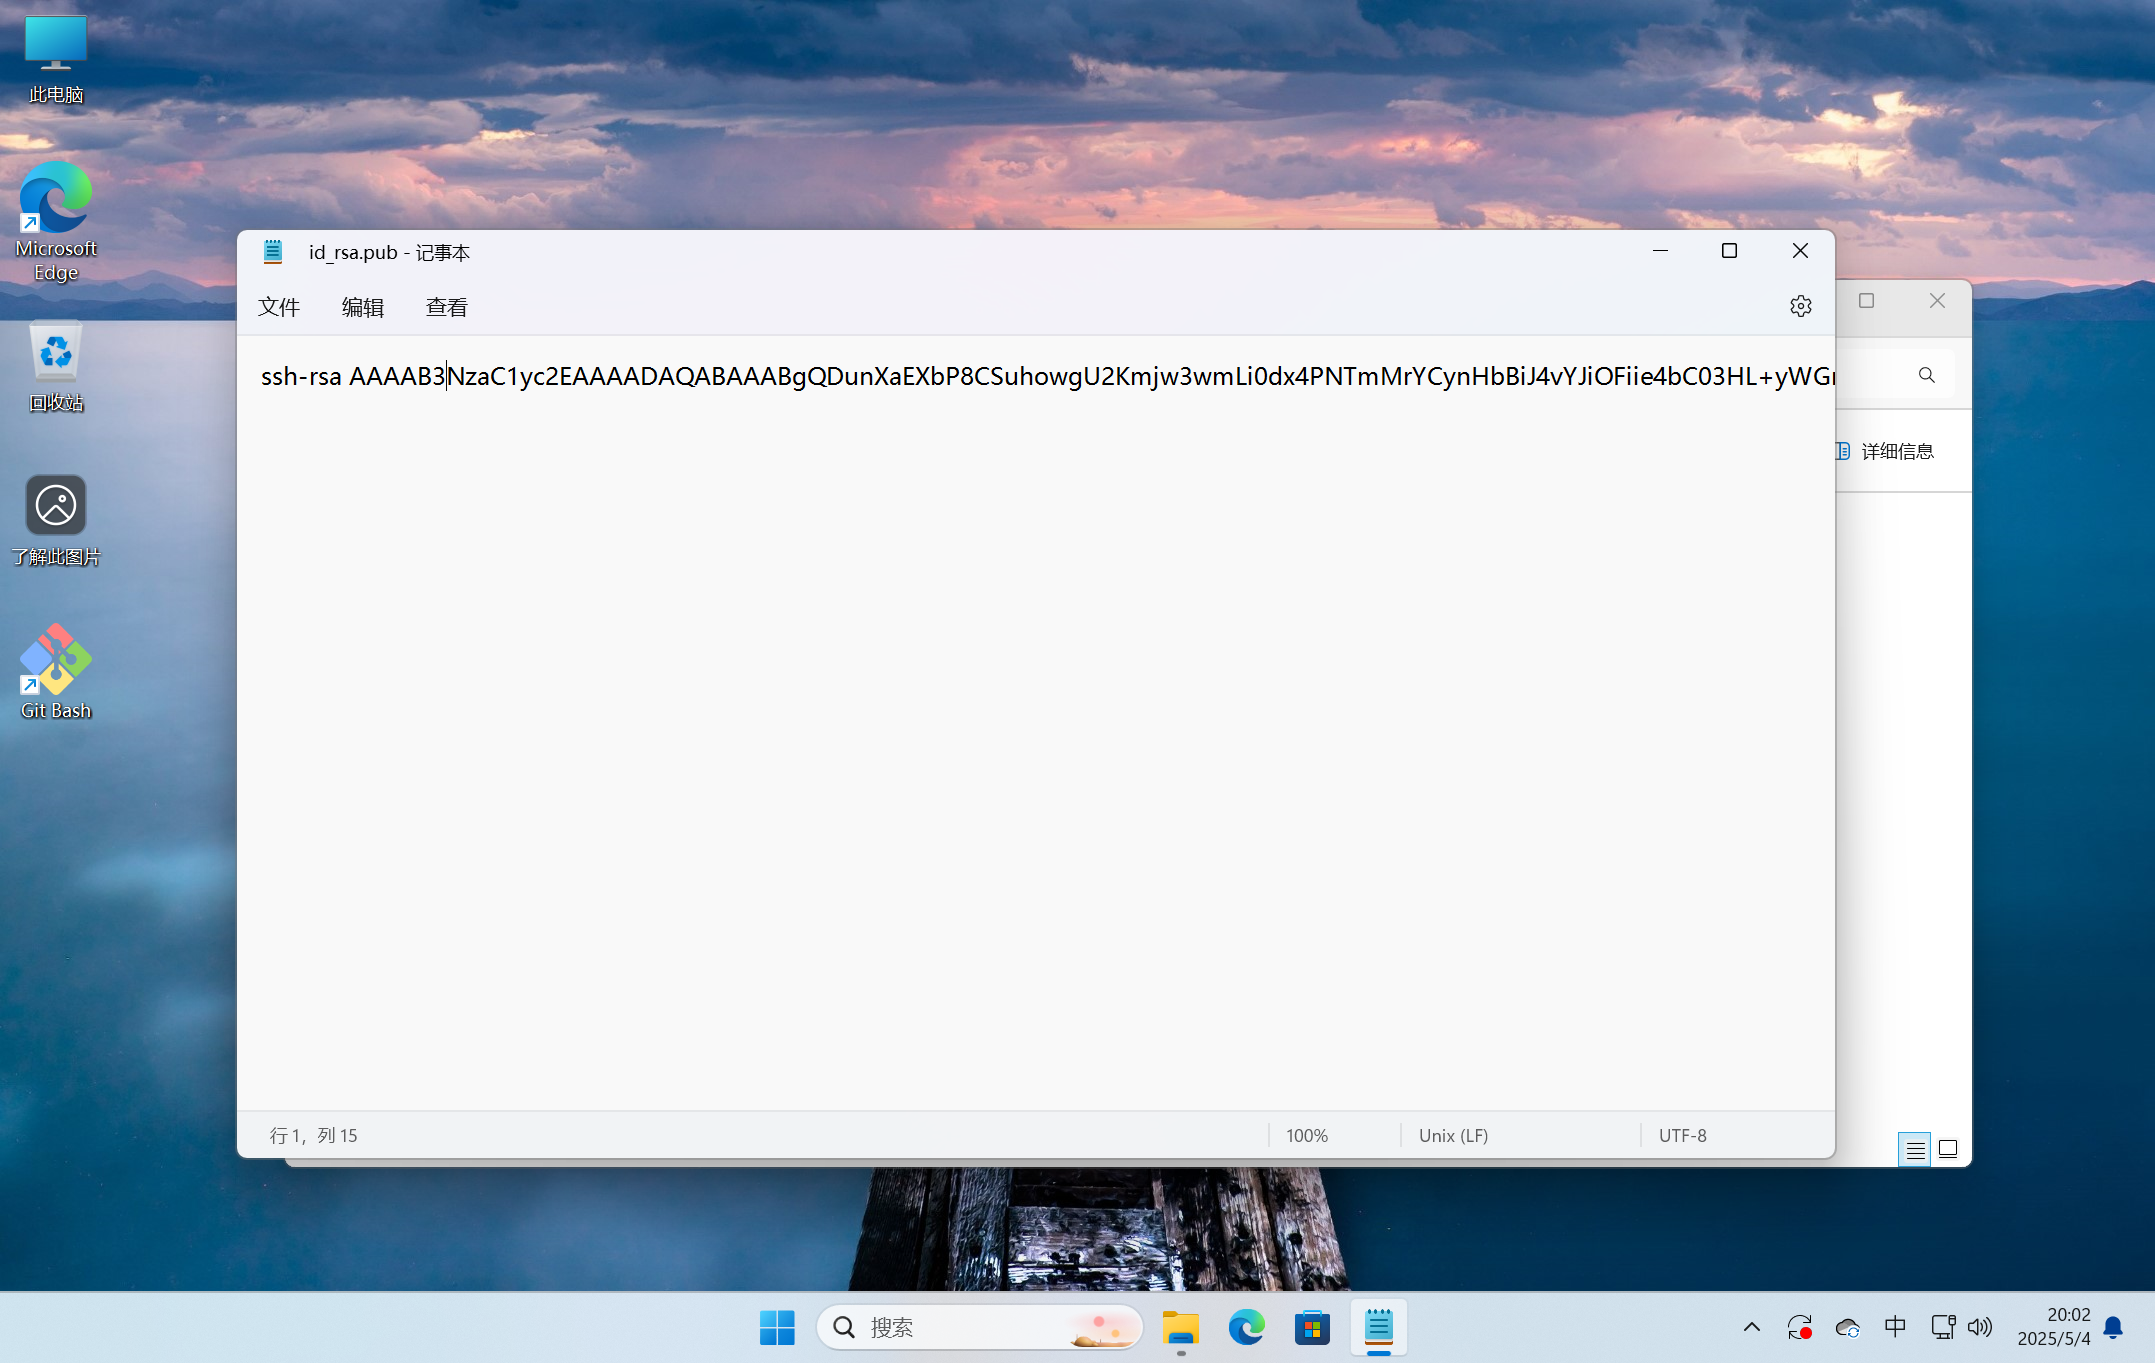 此电脑
Microsoft
Edge
回收站
了解此图片
Git Bash
id_rsa.pub - 记事本
文件 编辑 查看
ssh-rsa AAAAB3NzaC1yc2EAAAADAQABAAABgQDunXaEXbP8CSuhowgU2Kmjw3wmLi0dx4PNTmMrYCynHbBiJ4vYJiOFiie4bC03HL+yWGr
详细信息
行 1, 列 15
100%
Unix (LF)
UTF-8
搜索
中
20:02
2025/5/4